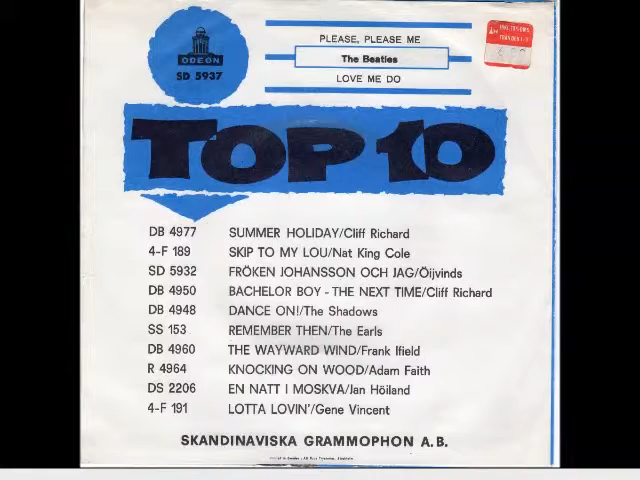 ODEON
SD 5937
PLEASE, PLEASE ME
The Beatles
LOVE ME DO
TOP 10
DB 4977 SUMMER HOLIDAY/Cliff Richard
4-F 189 SKIP TO MY LOU/Nat King Cole
SD 5932 FRÖKEN JOHANSSON OCH JAG/Öijvinds
DB 4950 BACHELOR BOY - THE NEXT TIME/Cliff Richard
DB 4948 DANCE ON!/The Shadows
SS 153 REMEMBER THEN/The Earls
DB 4960 THE WAYWARD WIND/Frank Ifield
R 4964 KNOCKING ON WOOD/Adam Faith
DS 2206 EN NATT I MOSKVA/Jan Höiland
4-F 191 LOTTA LOVIN'/Gene Vincent
SKANDINAVISKA GRAMMOPHON A.B.